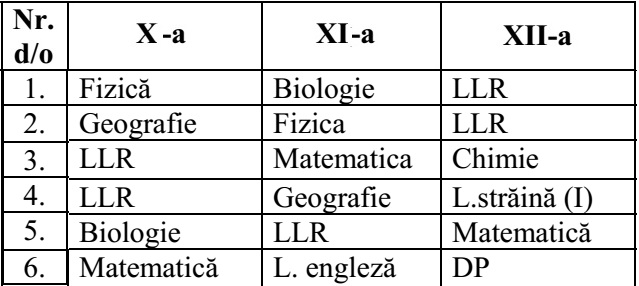 Nr. d/o X -a XI-a XII-a
1. Fizică Biologie LLR
2. Geografie Fizica LLR
3. LLR Matematica Chimie
4. LLR Geografie L.străină (I)
5. Biologie LLR Matematică
6. Matematică L. engleză DP